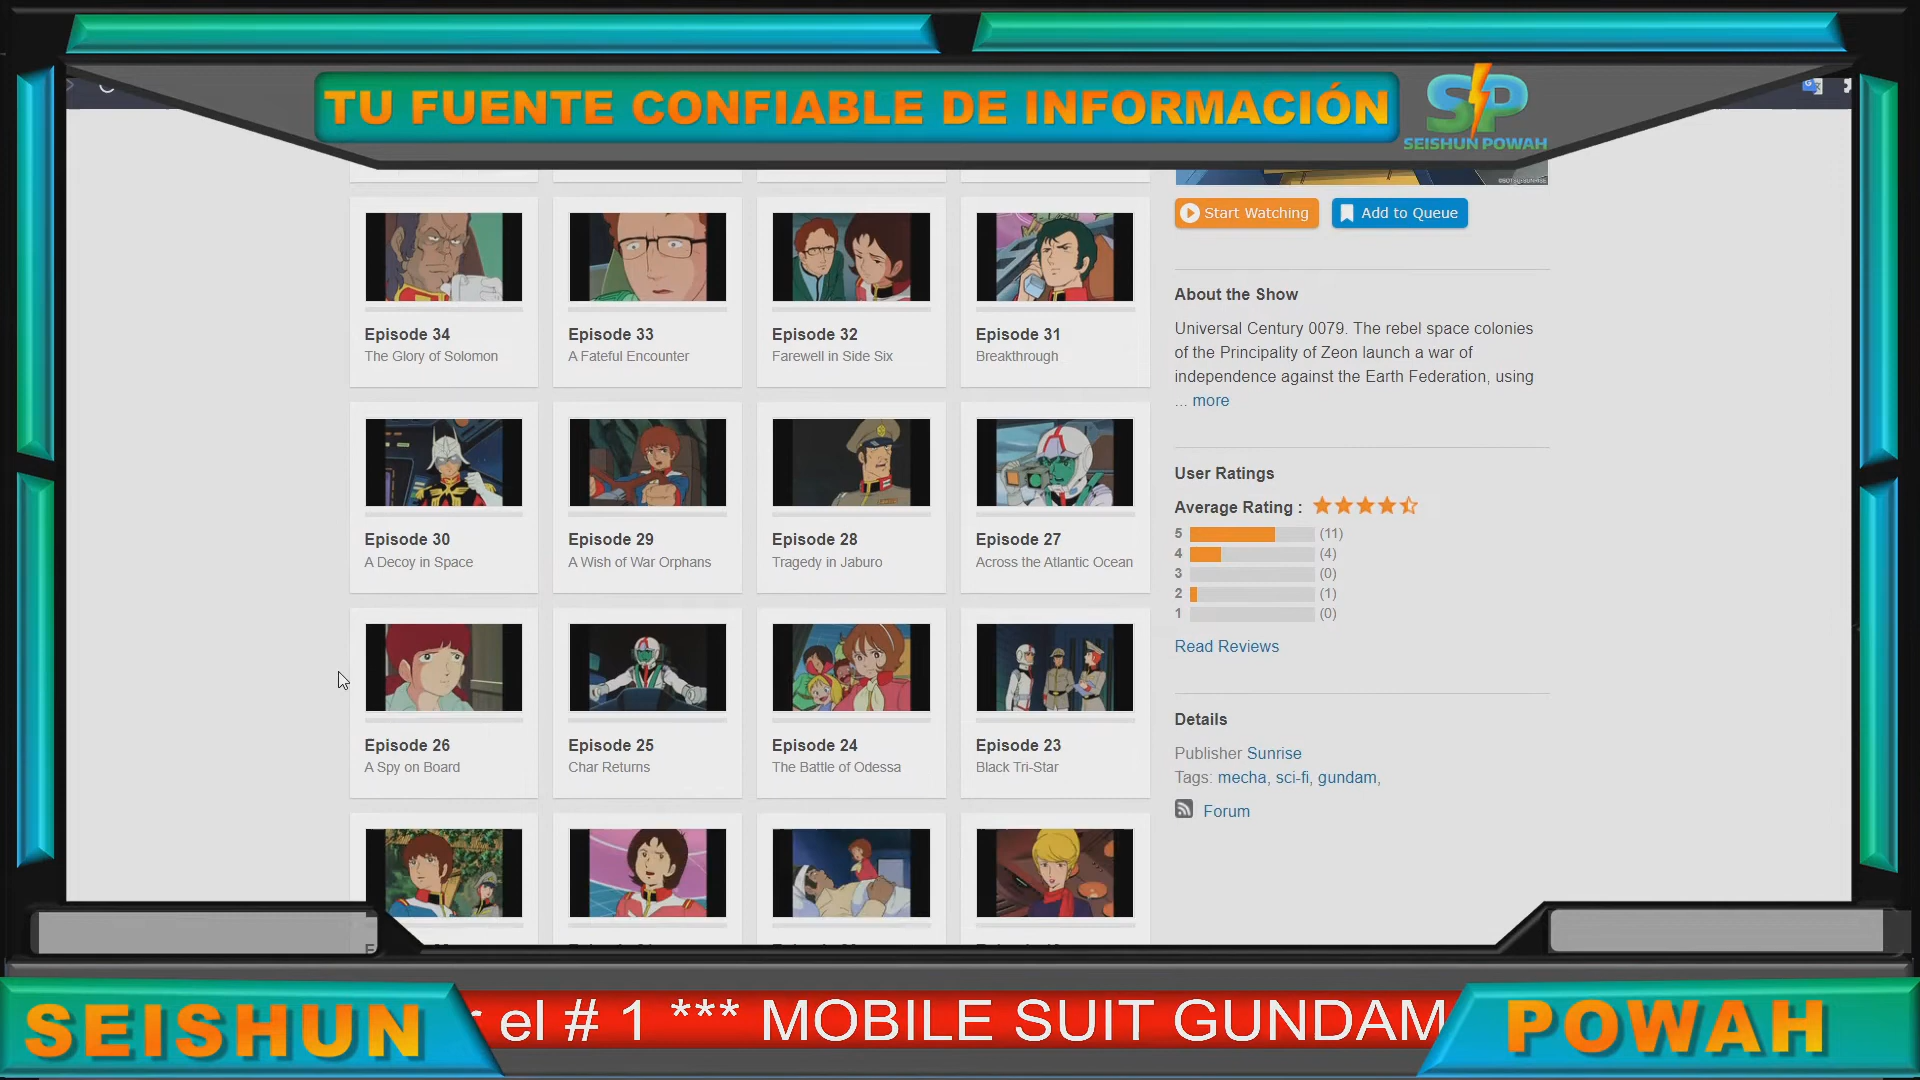 TU FUENTE CONFIABLE DE INFORMACIÓN
SP
SEISHUN POWAH
Start Watching
Add to Queue
Episode 34
The Glory of Solomon
Episode 33
A Fateful Encounter
Episode 32
Farewell in Side Six
Episode 31
Breakthrough
About the Show
Universal Century 0079. The rebel space colonies
of the Principality of Zeon launch a war of
independence against the Earth Federation, using
... more
Episode 30
A Decoy in Space
Episode 29
A Wish of War Orphans
Episode 28
Tragedy in Jaburo
Episode 27
Across the Atlantic Ocean
User Ratings
Average Rating :
5 (11)
4 (4)
3 (0)
2 (1)
1 (0)
Read Reviews
Episode 26
A Spy on Board
Episode 25
Char Returns
Episode 24
The Battle of Odessa
Episode 23
Black Tri-Star
Details
Publisher Sunrise
Tags: mecha, sci-fi, gundam,
Forum
SEISHUN
el # 1 *** MOBILE SUIT GUNDAM
POWAH